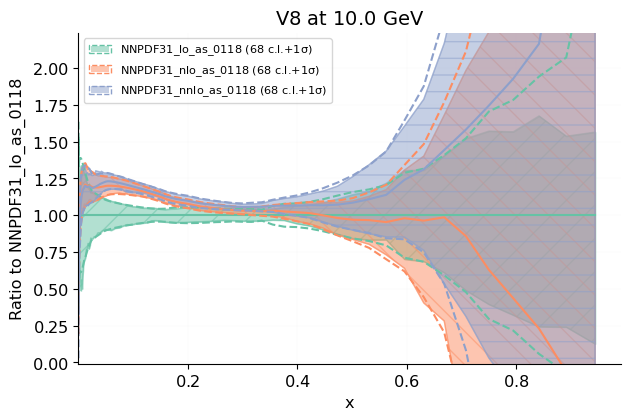 V8 at 10.0 GeV
NNPDF31_lo_as_0118 (68 c.l.+1σ)
NNPDF31_nlo_as_0118 (68 c.l.+1σ)
NNPDF31_nnlo_as_0118 (68 c.l.+1σ)
Ratio to NNPDF31_lo_as_0118
2.00
1.75
1.50
1.25
1.00
0.75
0.50
0.25
0.00
0.2 0.4 0.6 0.8
x